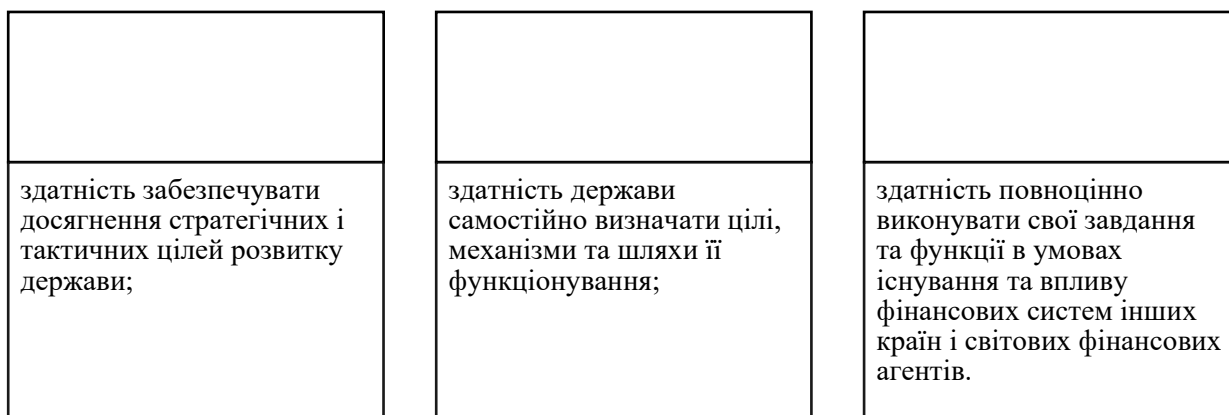 здатність забезпечувати
досягнення стратегічних і
тактичних цілей розвитку
держави;
здатність держави
самостійно визначати цілі,
механізми та шляхи її
функціонування;
здатність повноцінно
виконувати свої завдання
та функції в умовах
існування та впливу
фінансових систем інших
країн і світових фінансових
агентів.